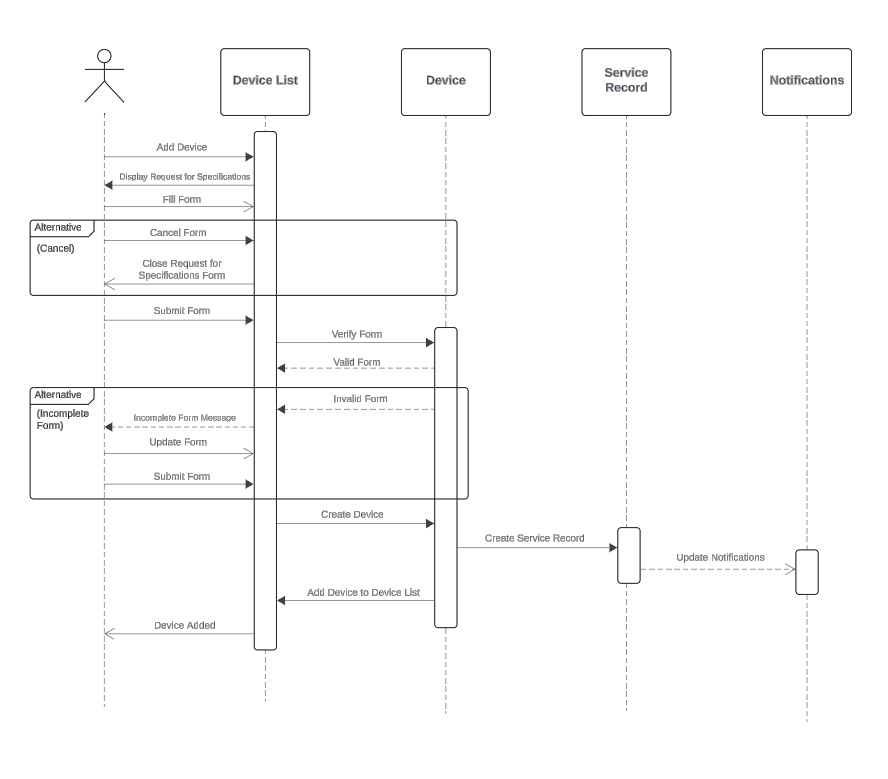 Device List
Device
Service
Record
Notifications
Add Device
Display Request for Specifications
Fill Form
Alternative
(Cancel)
Cancel Form
Close Request for
Specifications Form
Submit Form
Verify Form
Valid Form
Alternative
(Incomplete
Form)
Invalid Form
Incomplete Form Message
Update Form
Submit Form
Create Device
Create Service Record
Update Notifications
Add Device to Device List
Device Added